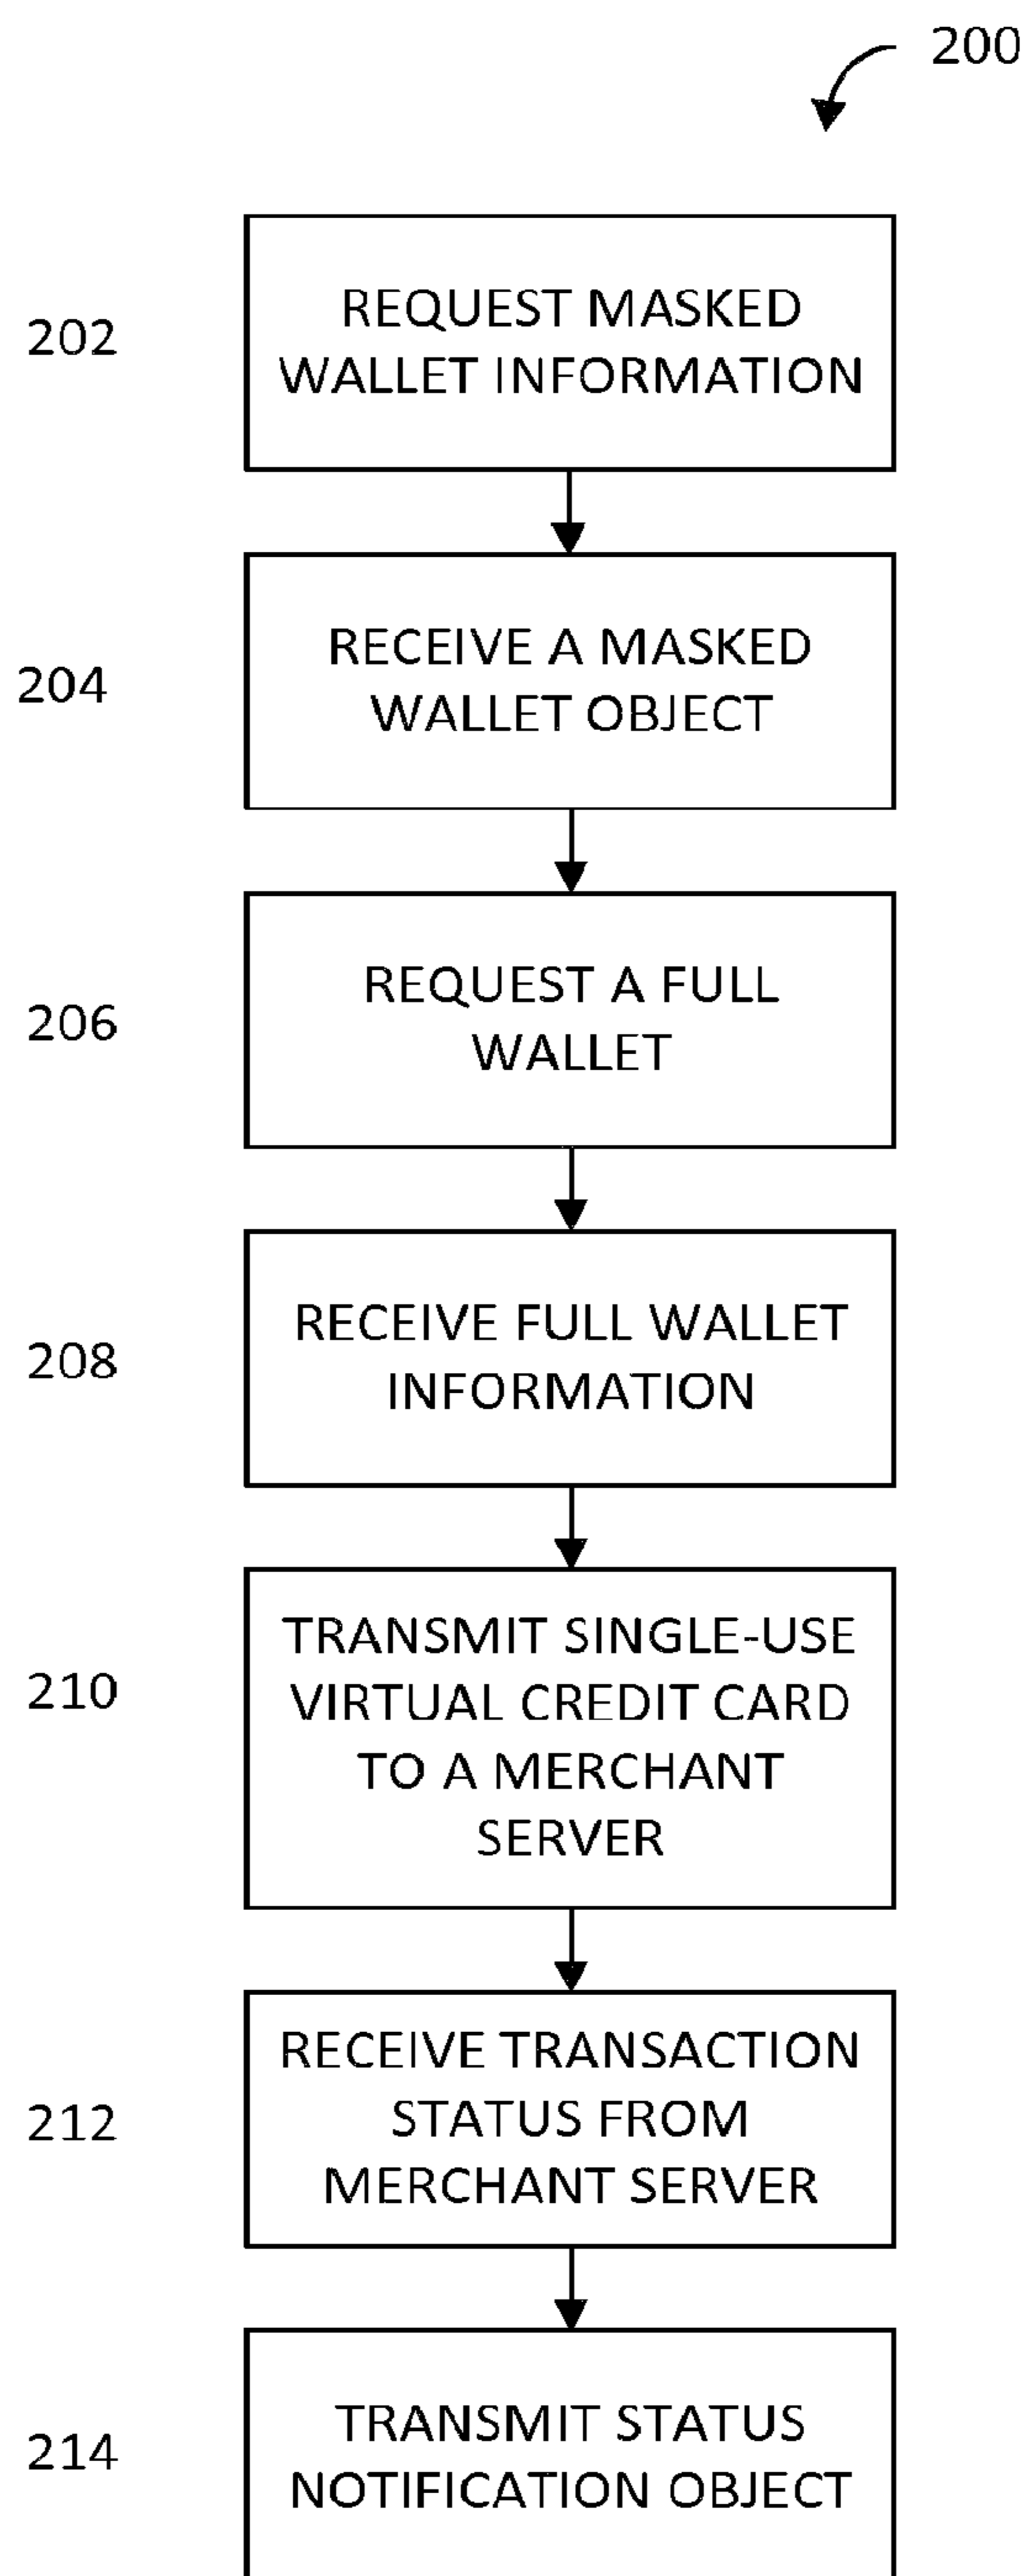 200
202
REQUEST MASKED
WALLET INFORMATION
204
RECEIVE A MASKED
WALLET OBJECT
206
REQUEST A FULL
WALLET
208
RECEIVE FULL WALLET
INFORMATION
210
TRANSMIT SINGLE-USE
VIRTUAL CREDIT CARD
TO A MERCHANT
SERVER
212
RECEIVE TRANSACTION
STATUS FROM
MERCHANT SERVER
214
TRANSMIT STATUS
NOTIFICATION OBJECT